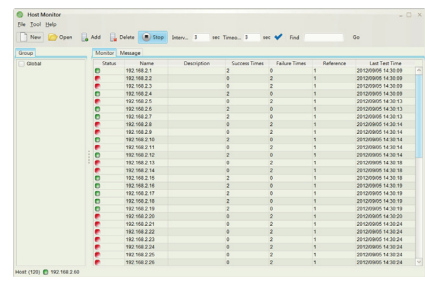 Host Monitor
File Tool Help
New Open Add Delete Stop Interv... 3 sec Times... 3 sec Find Go
Group Monitor Message
Global
Status Name Description Success Times Failure Times Reference Last Test Time
192.168.2.1 2 0 1 2012/09/05 14:30:09
192.168.2.2 0 2 1 2012/09/05 14:30:09
192.168.2.3 2 0 1 2012/09/05 14:30:09
192.168.2.4 2 0 1 2012/09/05 14:30:09
192.168.2.5 0 2 1 2012/09/05 14:30:13
192.168.2.6 0 2 1 2012/09/05 14:30:13
192.168.2.7 2 0 1 2012/09/05 14:30:13
192.168.2.8 0 2 1 2012/09/05 14:30:14
192.168.2.9 0 2 1 2012/09/05 14:30:14
192.168.2.10 2 0 1 2012/09/05 14:30:14
192.168.2.11 2 0 1 2012/09/05 14:30:14
192.168.2.12 2 0 1 2012/09/05 14:30:14
192.168.2.13 0 2 1 2012/09/05 14:30:18
192.168.2.14 0 2 1 2012/09/05 14:30:18
192.168.2.15 2 0 1 2012/09/05 14:30:18
192.168.2.16 2 0 1 2012/09/05 14:30:19
192.168.2.17 2 0 1 2012/09/05 14:30:19
192.168.2.18 2 0 1 2012/09/05 14:30:19
192.168.2.19 2 0 1 2012/09/05 14:30:19
192.168.2.20 0 2 1 2012/09/05 14:30:20
192.168.2.21 0 2 1 2012/09/05 14:30:24
192.168.2.22 0 2 1 2012/09/05 14:30:24
192.168.2.23 0 2 1 2012/09/05 14:30:24
192.168.2.24 0 2 1 2012/09/05 14:30:24
192.168.2.25 0 2 1 2012/09/05 14:30:24
192.168.2.26 0 2 1 2012/09/05 14:30:24
Host (120) 192.168.2.60